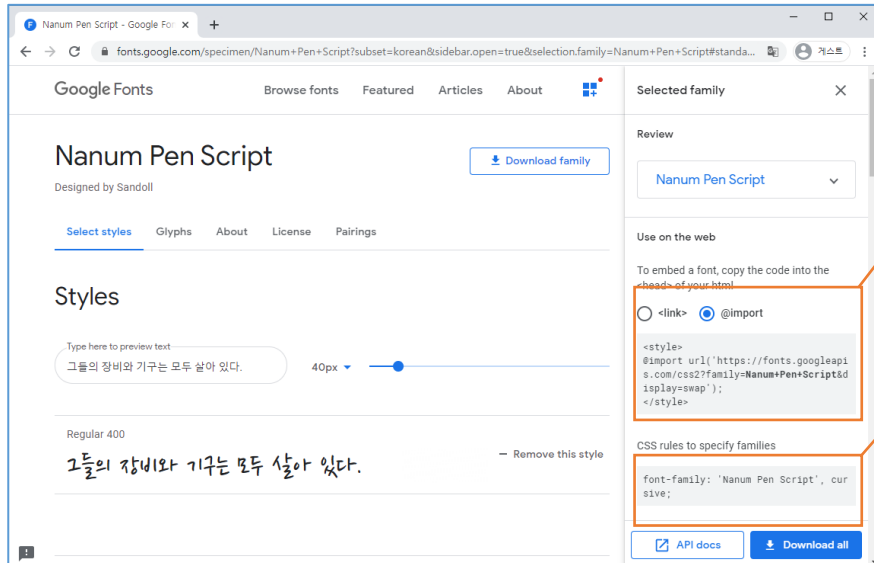 Nanum Pen Script - Google Fon
fonts.google.com/specimen/Nanum+Pen+Script?subset=korean&sidebar.open=true&selection.family=Nanum+Pen+Script#standa...
게스트
Google Fonts
Browse fonts
Featured
Articles
About
Nanum Pen Script
Designed by Sandoll
Download family
Select styles
Glyphs
About
License
Pairings
Styles
Type here to preview text
그들의 장비와 기구는 모두 살아 있다.
40px
Regular 400
그들의 장비와 기구는 모두 살아 있다.
Remove this style
Selected family
Review
Nanum Pen Script
Use on the web
To embed a font, copy the code into the
<head> of your html
<link>
@import
<style>
@import url('https://fonts.googleapi
s.com/css2?family=Nanum+Pen+Script&d
isplay=swap');
</style>
CSS rules to specify families
font-family: 'Nanum Pen Script', cur
sive;
API docs
Download all